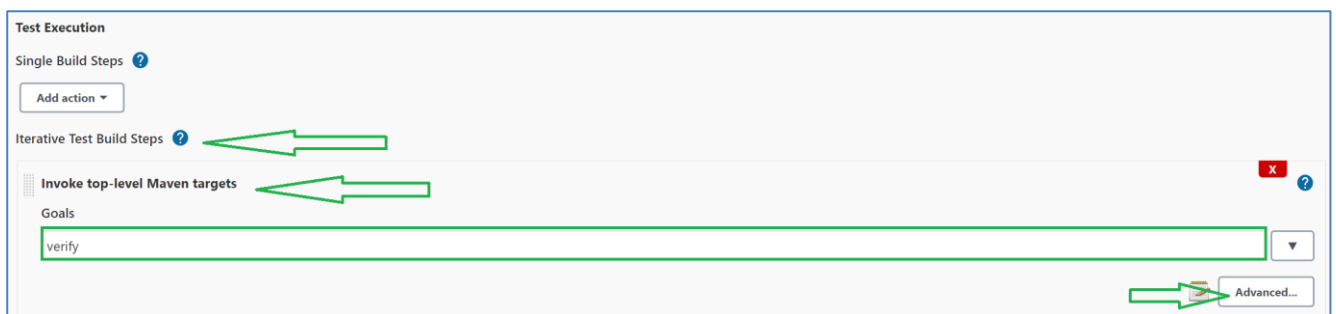 Test Execution
Single Build Steps ?
Add action
Iterative Test Build Steps ?
X
Invoke top-level Maven targets ?
Goals
verify
Advanced...